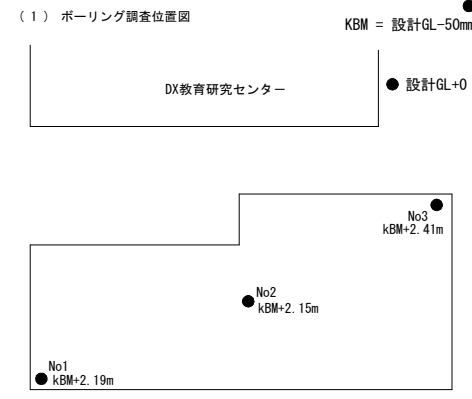 （１） ボーリング調査位置図
KBM = 設計GL-50mm
DX教育研究センター
設計GL+0
No3
kBM+2.41m
No2
kBM+2.15m
No1
kBM+2.19m